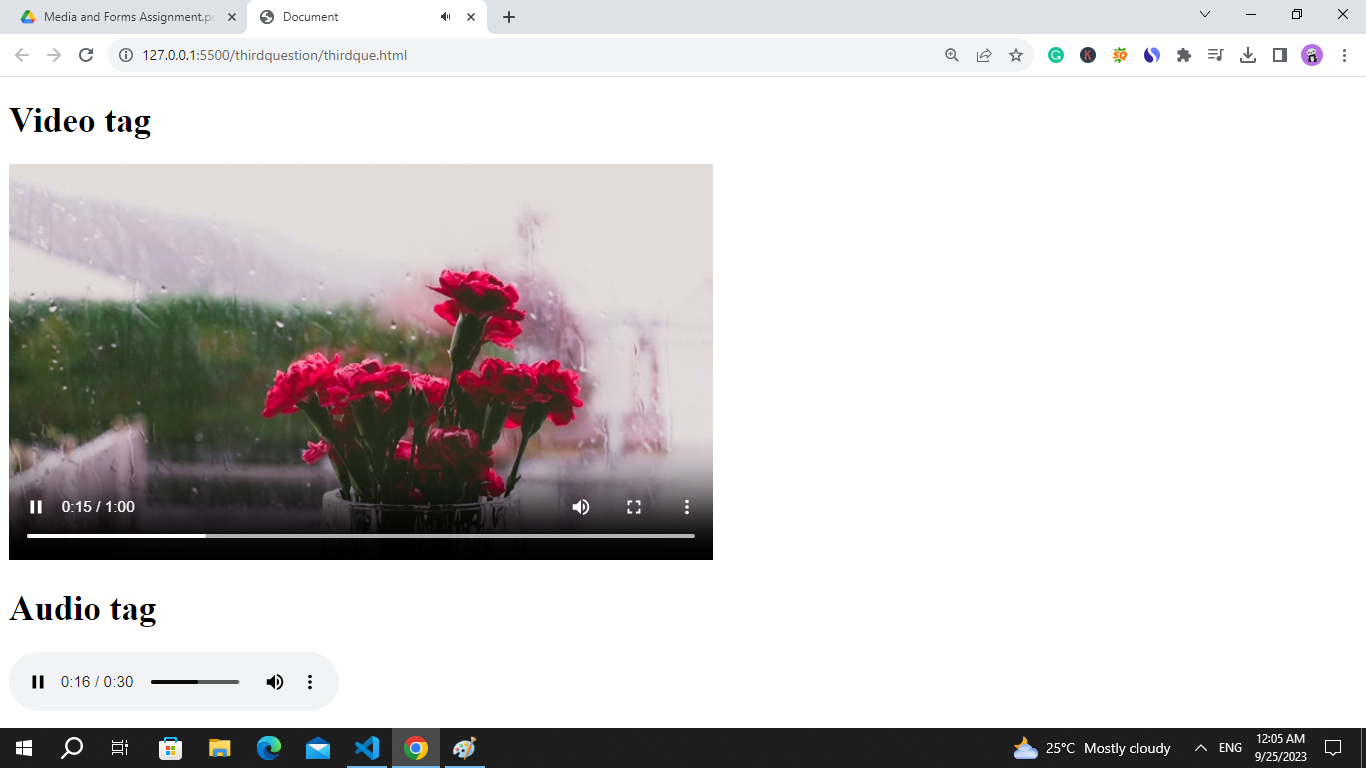 Media and Forms Assignment.p
Document
127.0.0.1:5500/thirdquestion/thirdque.html
Video tag
0:15 / 1:00
Audio tag
0:16 / 0:30
25°C Mostly cloudy
ENG
12:05 AM
9/25/2023